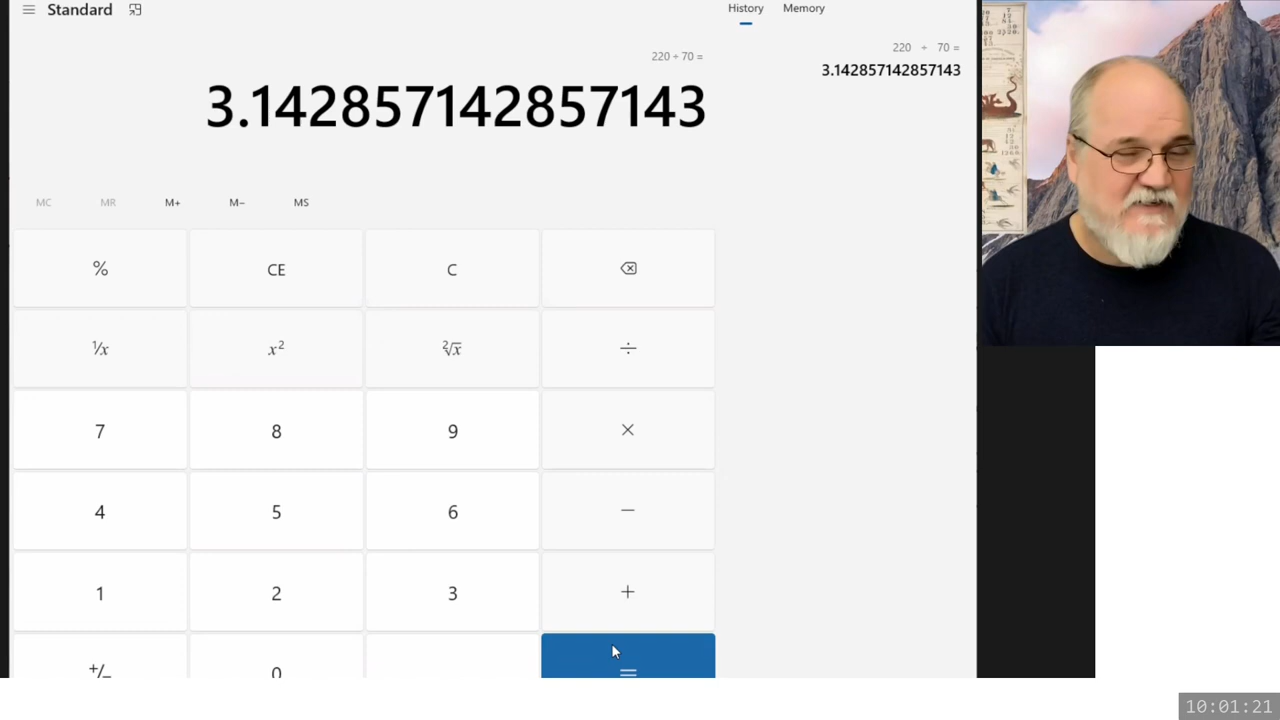 Standard
History Memory
220 ÷ 70 =
3.142857142857143
220 ÷ 70 =
3.142857142857143
MC MR M+ M− MS
% CE C
⅟x x² ²√x ÷
7 8 9 ×
4 5 6 −
1 2 3 +
+/− 0 =
10:01:21